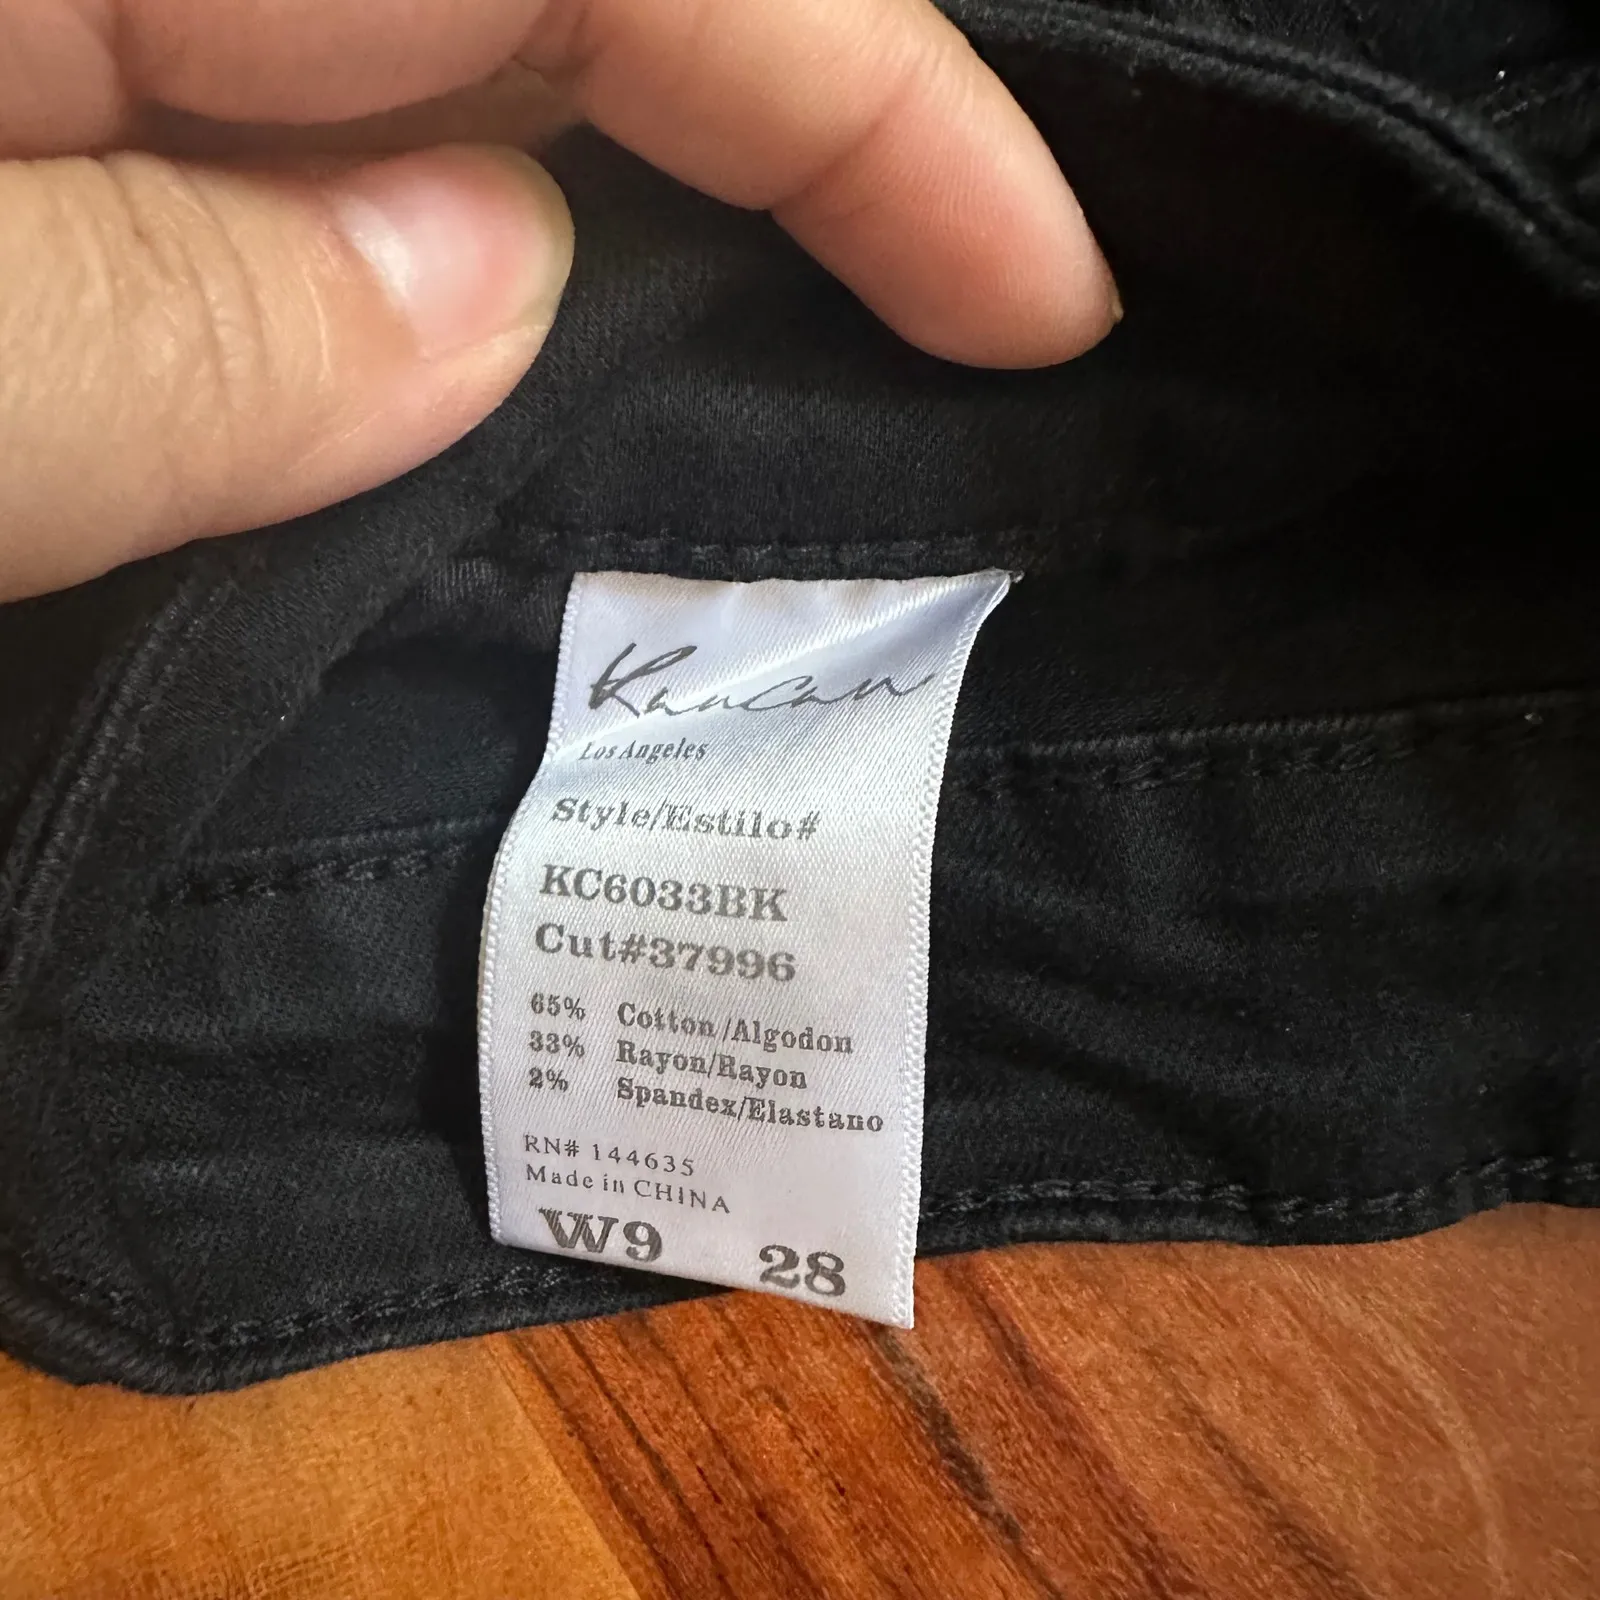 Kancan
Los Angeles
Style/Estilo#
KC6033BK
Cut#37996
65% Cotton/Algodon
33% Rayon/Rayon
2% Spandex/Elastano
RN# 144635
Made in CHINA
W9 28